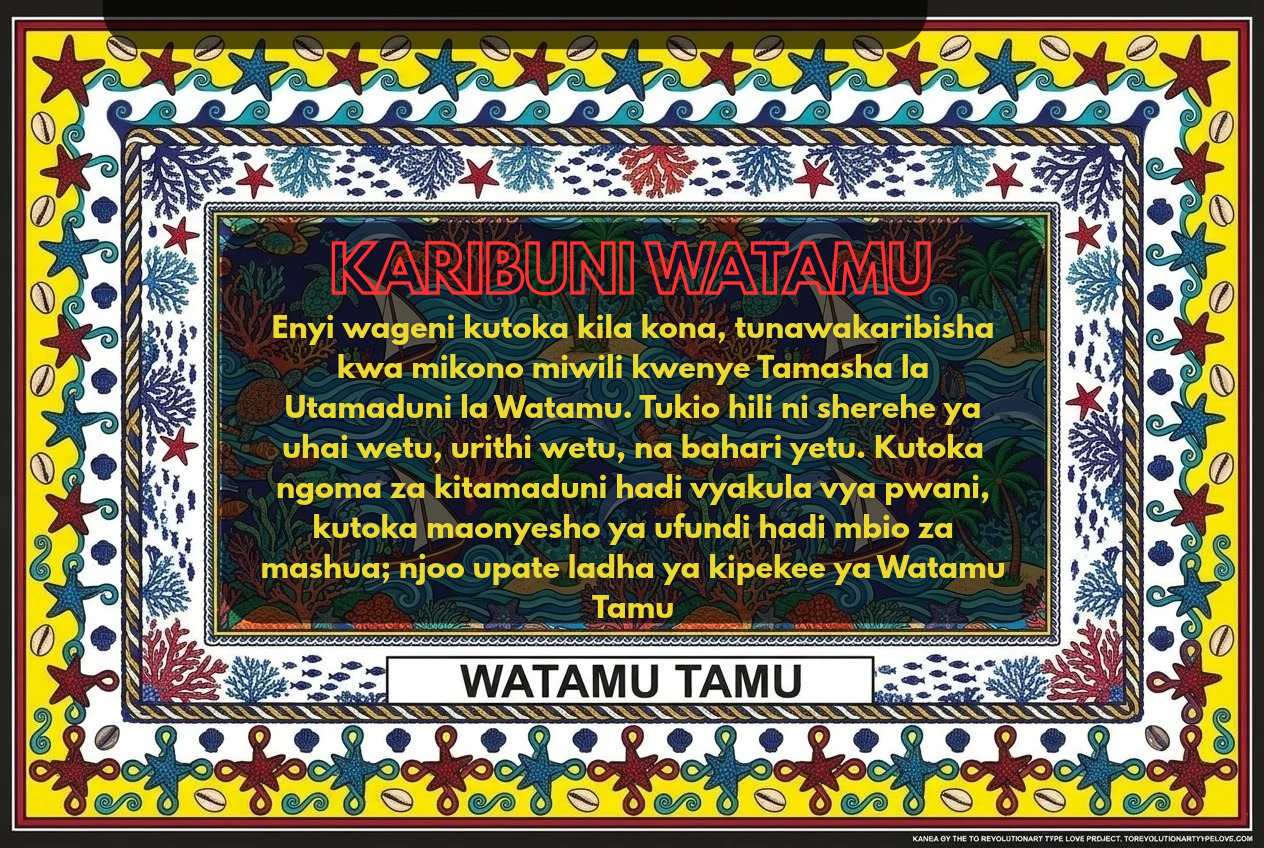 KARIBUNI WATAMU
Enyi wageni kutoka kila kona, tunawakaribisha
kwa mikono miwili kwenye Tamasha la
Utamaduni la Watamu. Tukio hili ni sherehe ya
uhai wetu, urithi wetu, na bahari yetu. Kutoka
ngoma za kitamaduni hadi vyakula vya pwani,
kutoka maonyesho ya ufundi hadi mbio za
mashua; njoo upate ladha ya kipekee ya Watamu
Tamu
WATAMU TAMU
KANEA GY THE TG REVOLUTIONARY TYPE LOVE PROJECT. TOREVOLUTIONARTYPELOVE.COM